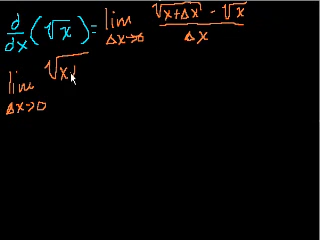 d/dx (√x) = lim Δx→0 (√(x+Δx) - √x)/Δx
lim Δx→0 √x+